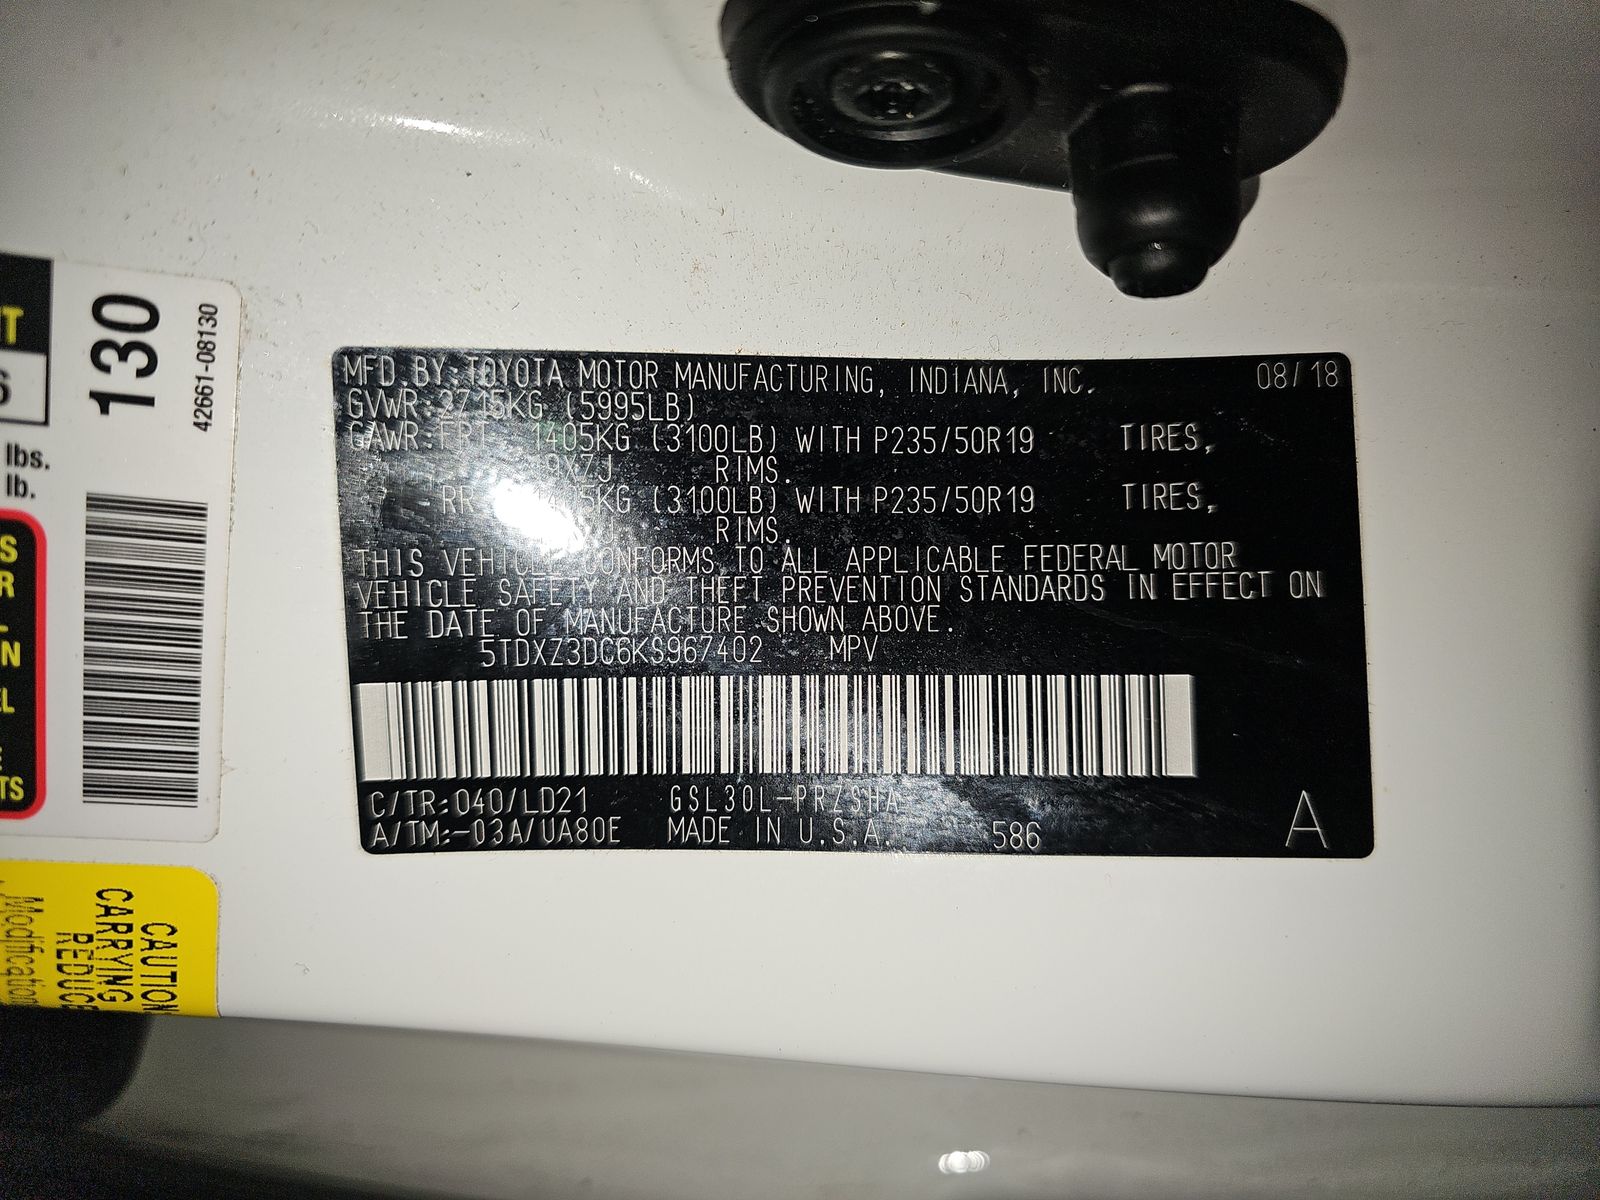 MFD.BY:TOYOTA MOTOR MANUFACTURING, INDIANA, INC. 08/18
GVWR:2715KG (5995LB)
GAWR:FRT 1405KG (3100LB) WITH P235/50R19 TIRES,
RIMS.
RR 1405KG (3100LB) WITH P235/50R19 TIRES,
RIMS.
THIS VEHICLE CONFORMS TO ALL APPLICABLE FEDERAL MOTOR
VEHICLE SAFETY AND THEFT PREVENTION STANDARDS IN EFFECT ON
THE DATE OF MANUFACTURE SHOWN ABOVE.
5TDXZ3DC6KS967402 MPV
C/TR:040/LD21 GSL30L-PRZSHA
A/TM:-03A/UA80E MADE IN U.S.A. 586 A
130
42661-08130
lbs.
lb.
CAUTION
CARRYING
REDUCE
Modification